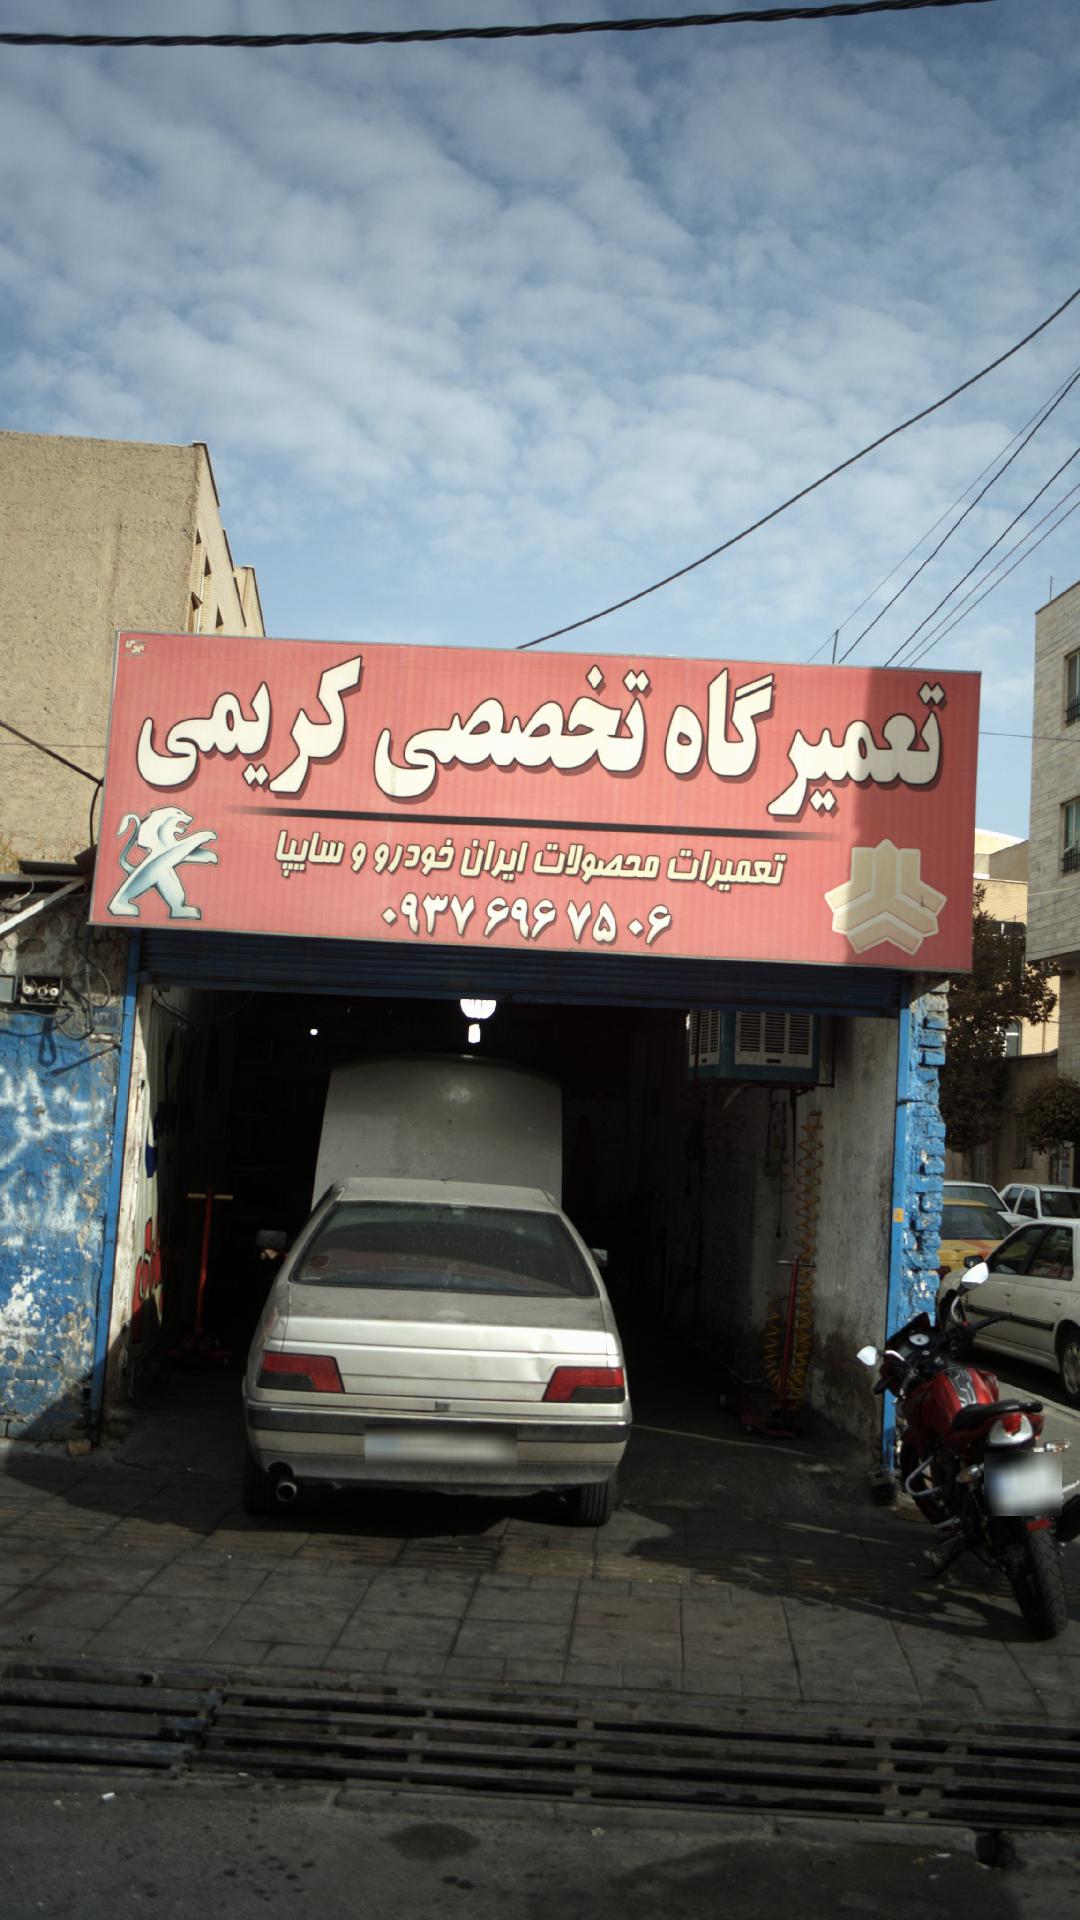 تعمیرگاه تخصصی کریمی
تعمیرات محصولات ایران خودرو و سایپا
۰۹۳۷ ۶۹۶ ۷۵ ۰۶